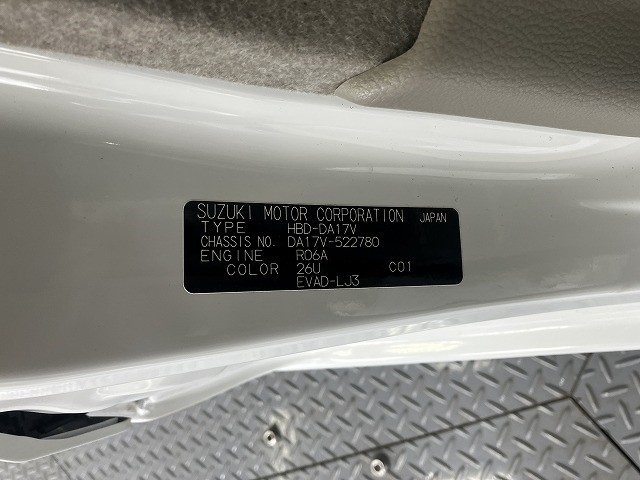 SUZUKI MOTOR CORPORATION JAPAN
TYPE HBD-DA17V
CHASSIS NO. DA17V-522780
ENGINE R06A
COLOR 26U C01
EVAD-LJ3